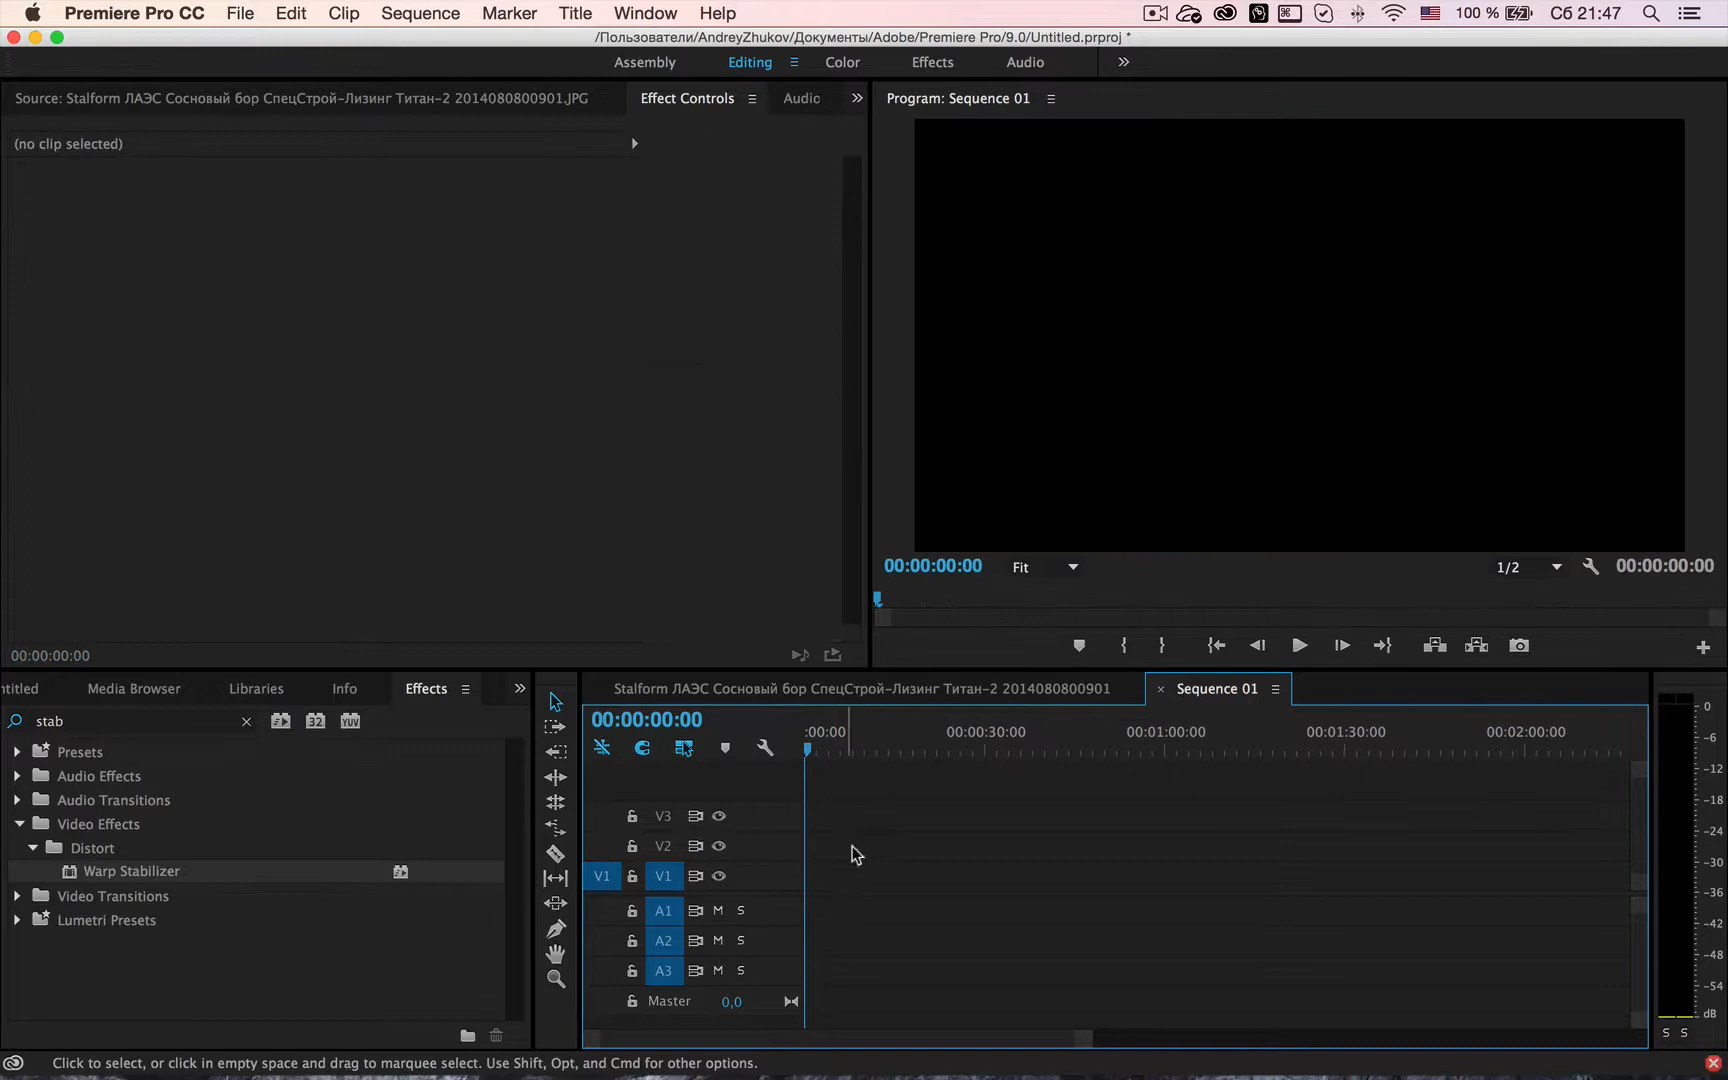 Premiere Pro CC File Edit Clip Sequence Marker Title Window Help 100 % Сб 21:47
/Пользователи/AndreyZhukov/Документы/Adobe/Premiere Pro/9.0/Untitled.prproj *
Assembly Editing Color Effects Audio
Source: Stalform ЛАЭС Сосновый бор СпецСтрой-Лизинг Титан-2 2014080800901.JPG Effect Controls Audio
Program: Sequence 01
(no clip selected)
00:00:00:00 Fit 1/2 00:00:00:00
00:00:00:00
ntitled Media Browser Libraries Info Effects
Stalform ЛАЭС Сосновый бор СпецСтрой-Лизинг Титан-2 2014080800901 × Sequence 01
stab × 32 YUV
00:00:00:00
:00:00 00:00:30:00 00:01:00:00 00:01:30:00 00:02:00:00
Presets
Audio Effects
Audio Transitions
Video Effects
Distort
Warp Stabilizer
Video Transitions
Lumetri Presets
V3
V2
V1 V1
A1 M S
A2 M S
A3 M S
Master 0,0
0
-6
-12
-18
-24
-30
-36
-42
-48
-54
dB
S S
Click to select, or click in empty space and drag to marquee select. Use Shift, Opt, and Cmd for other options.